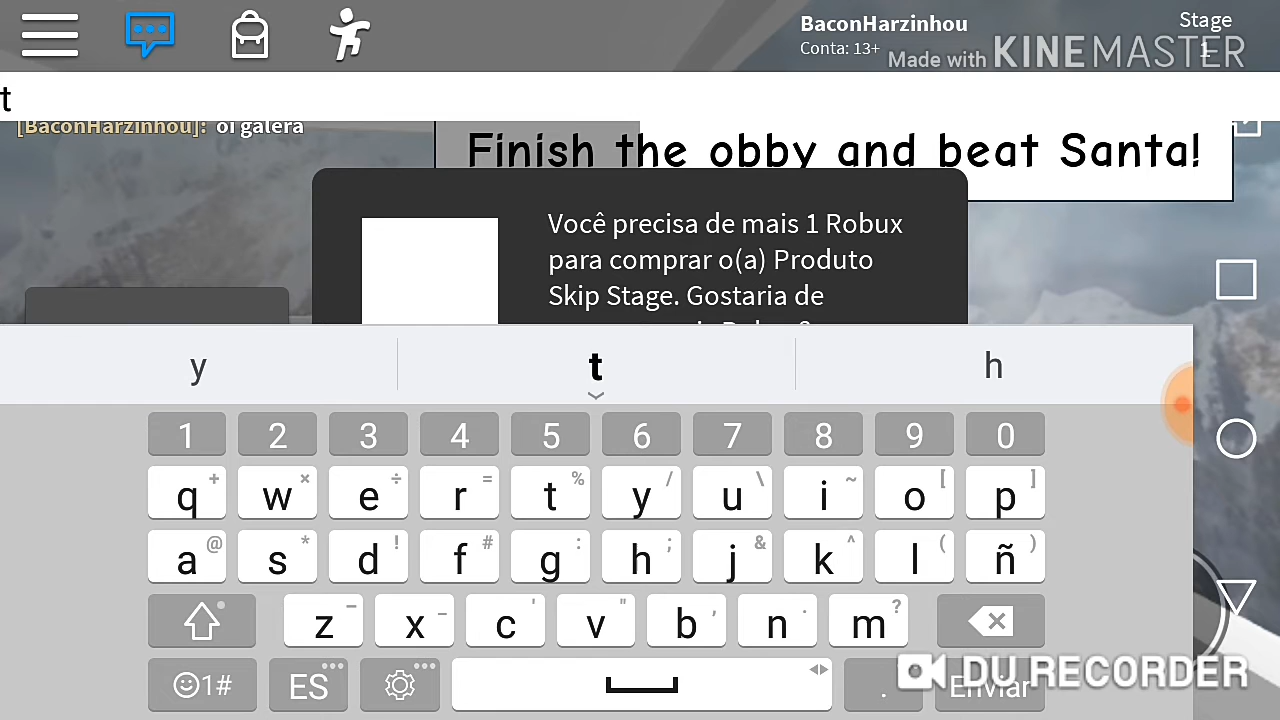 BaconHarzinhou
Conta: 13+
Stage
1
Made with KINEMASTER
t
[BaconHarzinhou]: oi galera
Finish the obby and beat Santa!
Você precisa de mais 1 Robux
para comprar o(a) Produto
Skip Stage. Gostaria de
y t h
1 2 3 4 5 6 7 8 9 0
q + w × e ÷ r = t % y / u \ i ~ o [ p ]
a @ s * d ! f # g : h ; j & k ^ l ( ñ )
z - x _ c ' v " b , n . m ?
1# ES . Enviar
DU RECORDER